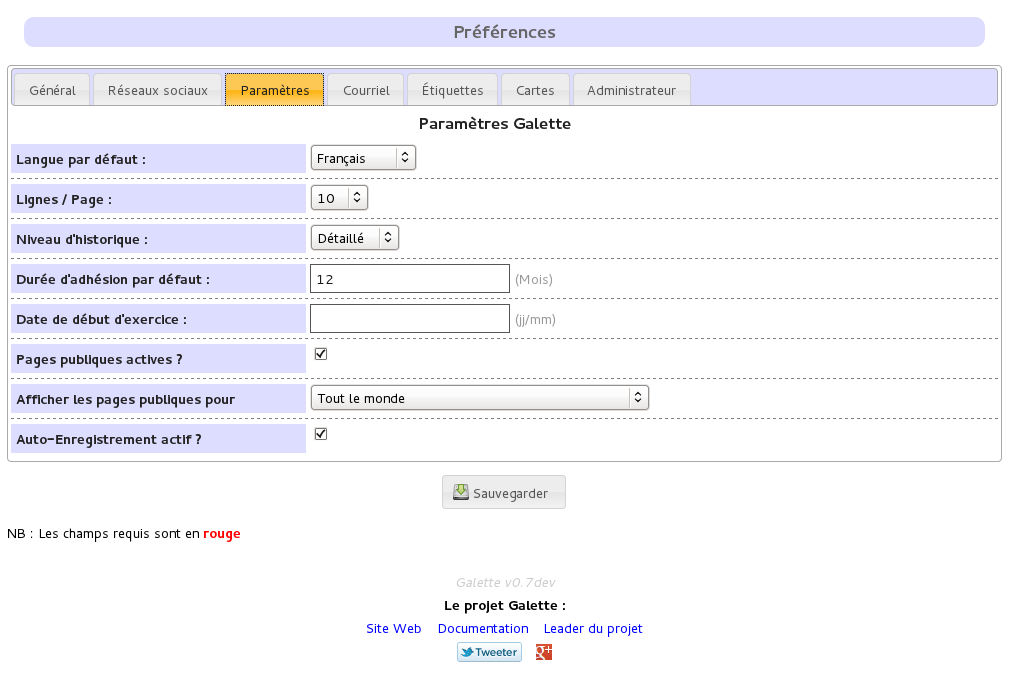 Préférences
Général Réseaux sociaux Paramètres Courriel Étiquettes Cartes Administrateur
Paramètres Galette
Langue par défaut : Français
Lignes / Page : 10
Niveau d'historique : Détaillé
Durée d'adhésion par défaut : 12 (Mois)
Date de début d'exercice : (jj/mm)
Pages publiques actives ?
Afficher les pages publiques pour Tout le monde
Auto-Enregistrement actif ?
Sauvegarder
NB : Les champs requis sont en rouge
Galette v0.7dev
Le projet Galette :
Site Web Documentation Leader du projet
Tweeter g+